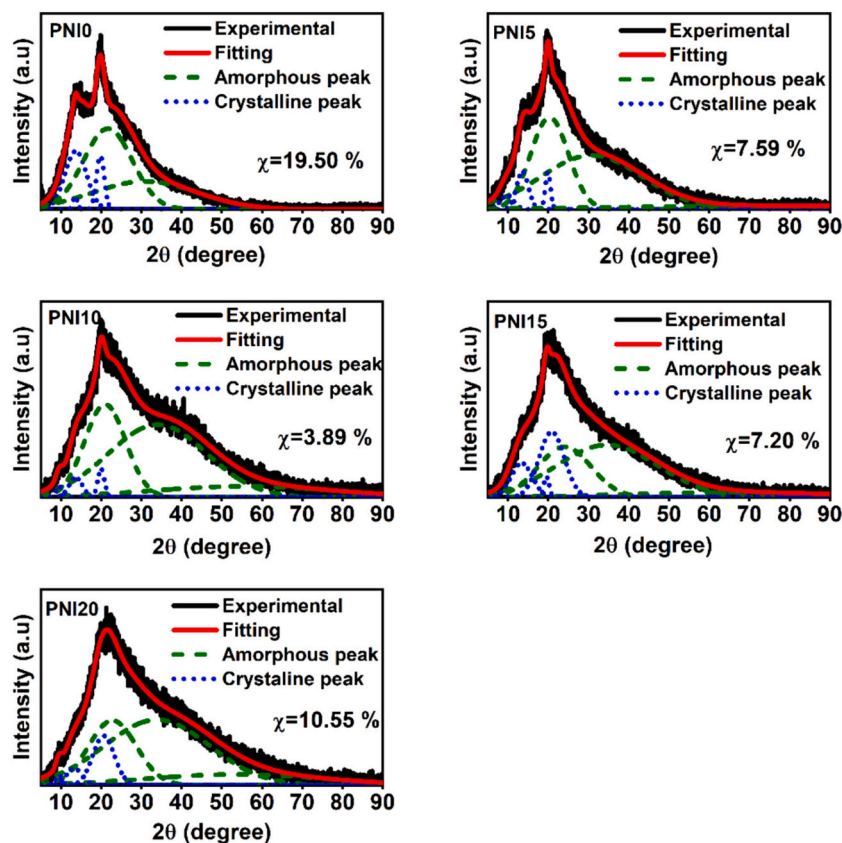 PNI0
Experimental
Fitting
Amorphous peak
Crystalline peak
χ=19.50 %
Intensity (a.u)
10 20 30 40 50 60 70 80 90
2θ (degree)
PNI5
Experimental
Fitting
Amorphous peak
Crystalline peak
χ=7.59 %
Intensity (a.u)
10 20 30 40 50 60 70 80 90
2θ (degree)
PNI10
Experimental
Fitting
Amorphous peak
Crystalline peak
χ=3.89 %
Intensity (a.u)
10 20 30 40 50 60 70 80 90
2θ (degree)
PNI15
Experimental
Fitting
Amorphous peak
Crystalline peak
χ=7.20 %
Intensity (a.u)
10 20 30 40 50 60 70 80 90
2θ (degree)
PNI20
Experimental
Fitting
Amorphous peak
Crystalline peak
χ=10.55 %
Intensity (a.u)
10 20 30 40 50 60 70 80 90
2θ (degree)